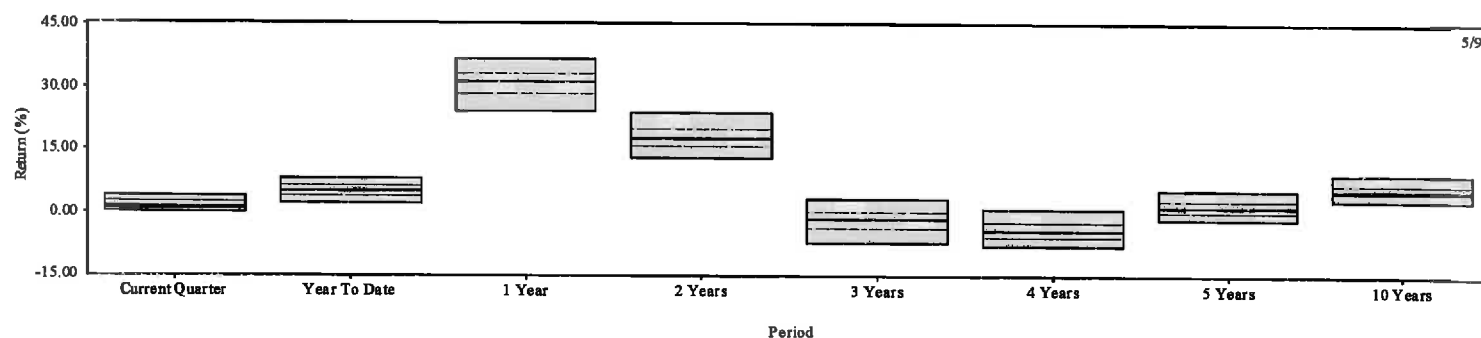 45.00
5/9
30.00
15.00
0.00
-15.00
Return (%)
Current Quarter
Year To Date
1 Year
2 Years
3 Years
4 Years
5 Years
10 Years
Period